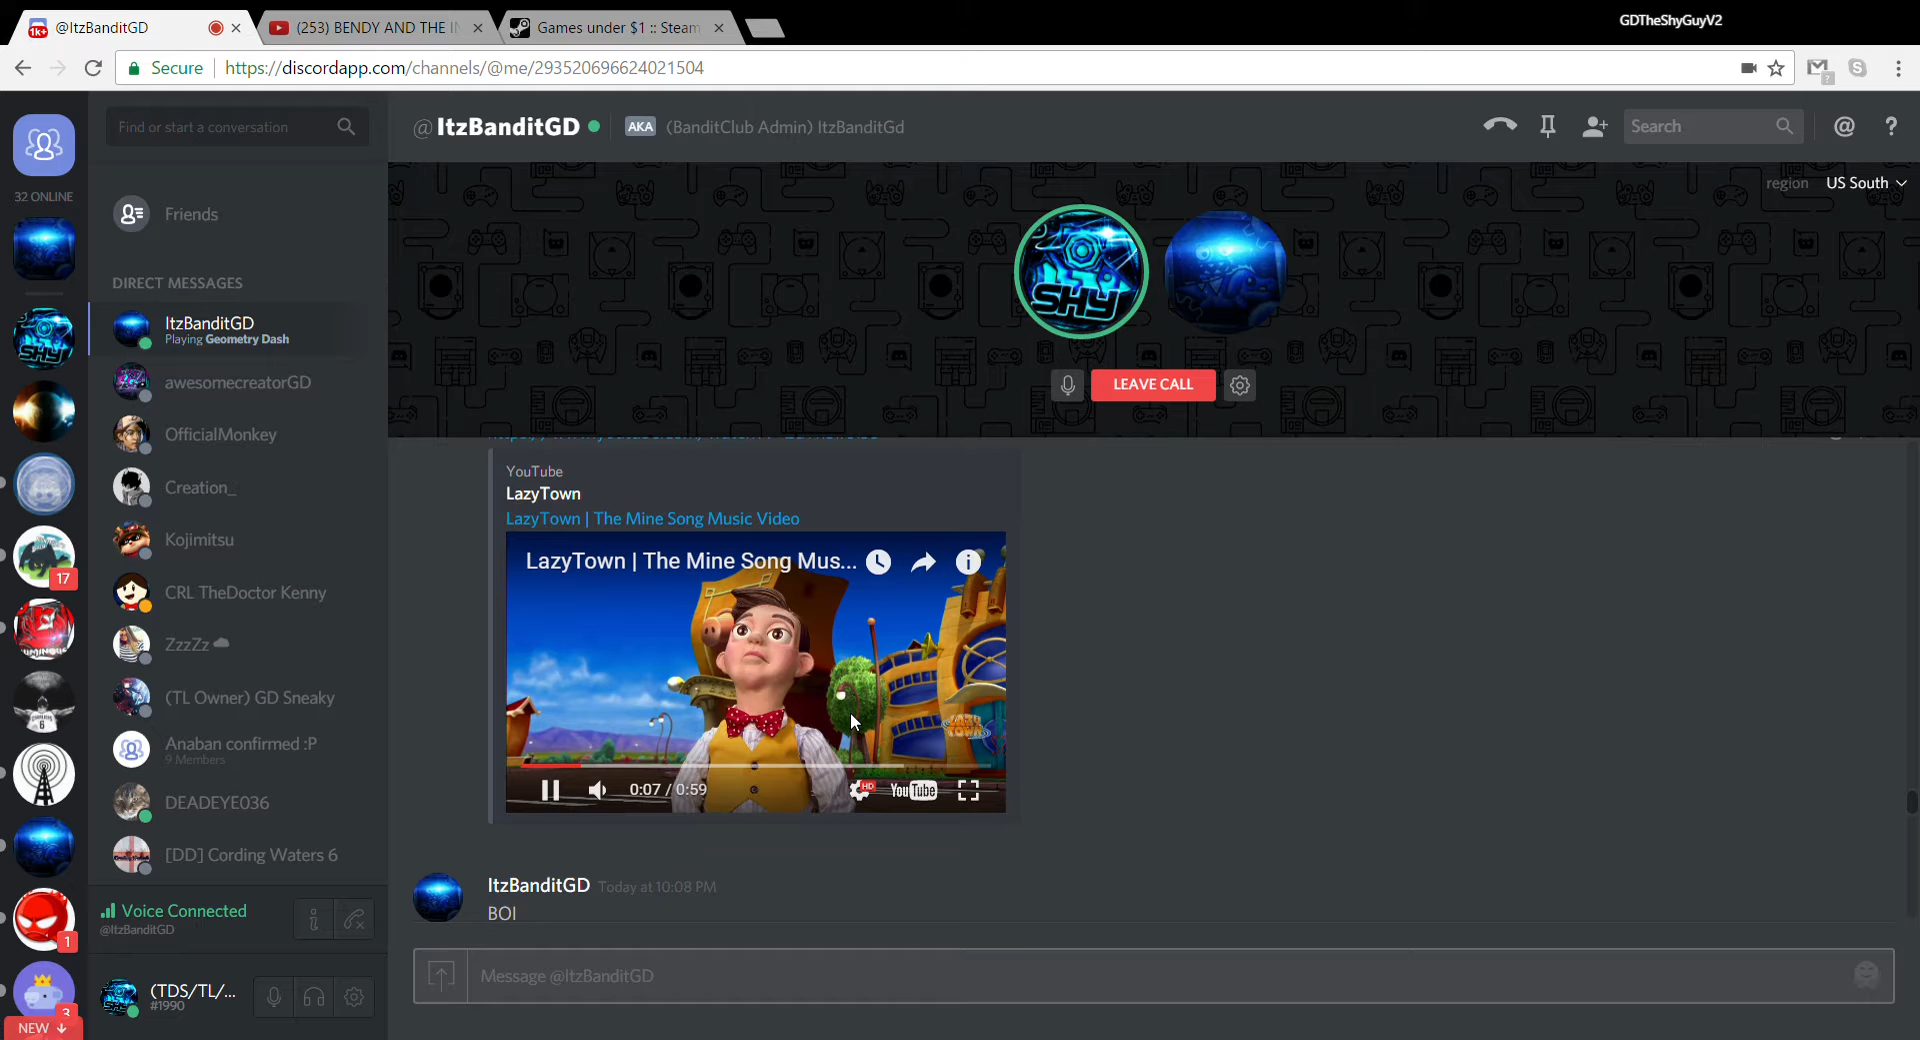 @ItzBanditGD
(253) BENDY AND THE I
Games under $1 :: Steam
GDTheShyGuyV2
Secure
https://discordapp.com/channels/@me/293520696624021504
Find or start a conversation
@ItzBanditGD
AKA
(BanditClub Admin) ItzBanditGd
Search
32 ONLINE
region US South
Friends
DIRECT MESSAGES
ItzBanditGD
Playing Geometry Dash
awesomecreatorGD
OfficialMonkey
Creation_
Kojimitsu
CRL TheDoctor Kenny
ZzzZz
(TL Owner) GD Sneaky
Anaban confirmed :P
9 Members
DEADEYE036
[DD] Cording Waters 6
17
1
3
NEW
Voice Connected
@ItzBanditGD
(TDS/TL/...
#1990
SHY
LEAVE CALL
YouTube
LazyTown
LazyTown | The Mine Song Music Video
LazyTown | The Mine Song Mus...
0:07 / 0:59
HD
YouTube
ItzBanditGD Today at 10:08 PM
BOI
Message @ItzBanditGD